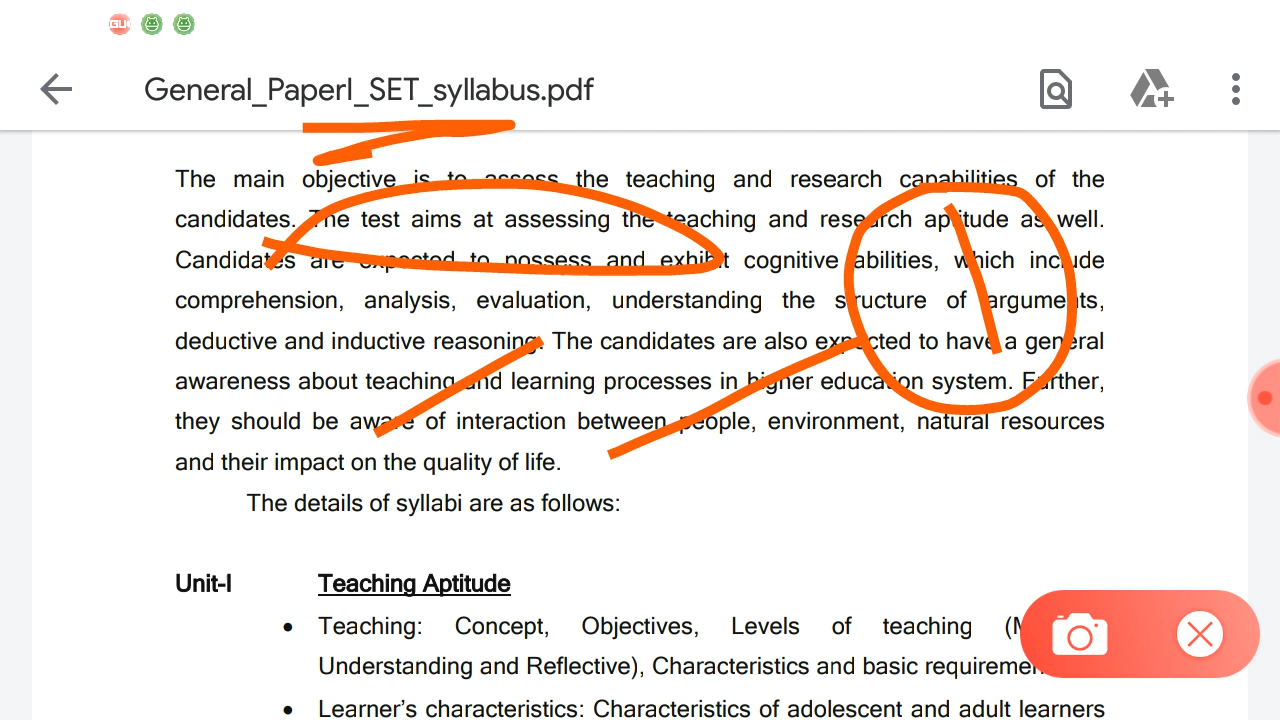 General_PaperI_SET_syllabus.pdf
The main objective is to assess the teaching and research capabilities of the
candidates. The test aims at assessing the teaching and research aptitude as well.
Candidates are expected to possess and exhibit cognitive abilities, which include
comprehension, analysis, evaluation, understanding the structure of arguments,
deductive and inductive reasoning. The candidates are also expected to have a general
awareness about teaching and learning processes in higher education system. Further,
they should be aware of interaction between people, environment, natural resources
and their impact on the quality of life.
The details of syllabi are as follows:
Unit-I Teaching Aptitude
• Teaching: Concept, Objectives, Levels of teaching
Understanding and Reflective), Characteristics and basic
• Learner's characteristics: Characteristics of adolescent and adult learners